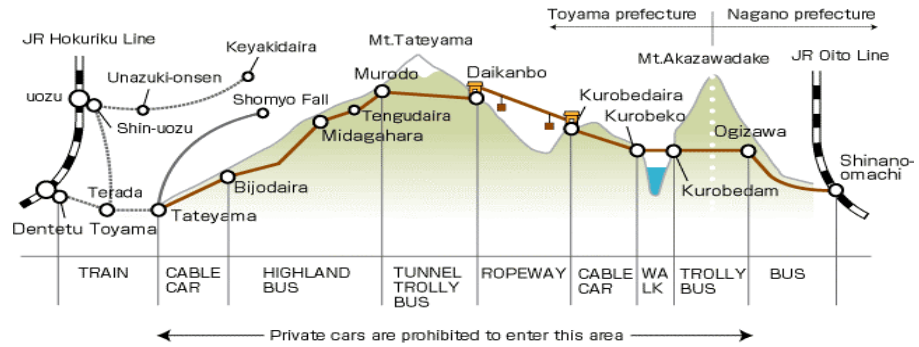 Toyama prefecture
Nagano prefecture
JR Hokuriku Line
Keyakidaira
Mt.Tateyama
Mt.Akazawadake
JR Oito Line
Unazuki-onsen
Murodo
Daikanbo
uozu
Shomyo Fall
Kurobedaira
Shin-uozu
Tengudaira
Kurobeko
Midagahara
Ogizawa
Terada
Bijodaira
Kurobedam
Shinano-
omachi
Dentetu Toyama
Tateyama
TRAIN
CABLE
CAR
HIGHLAND
BUS
TUNNEL
TROLLY
BUS
ROPEWAY
CABLE
CAR
WA
LK
TROLLY
BUS
BUS
Private cars are prohibited to enter this area